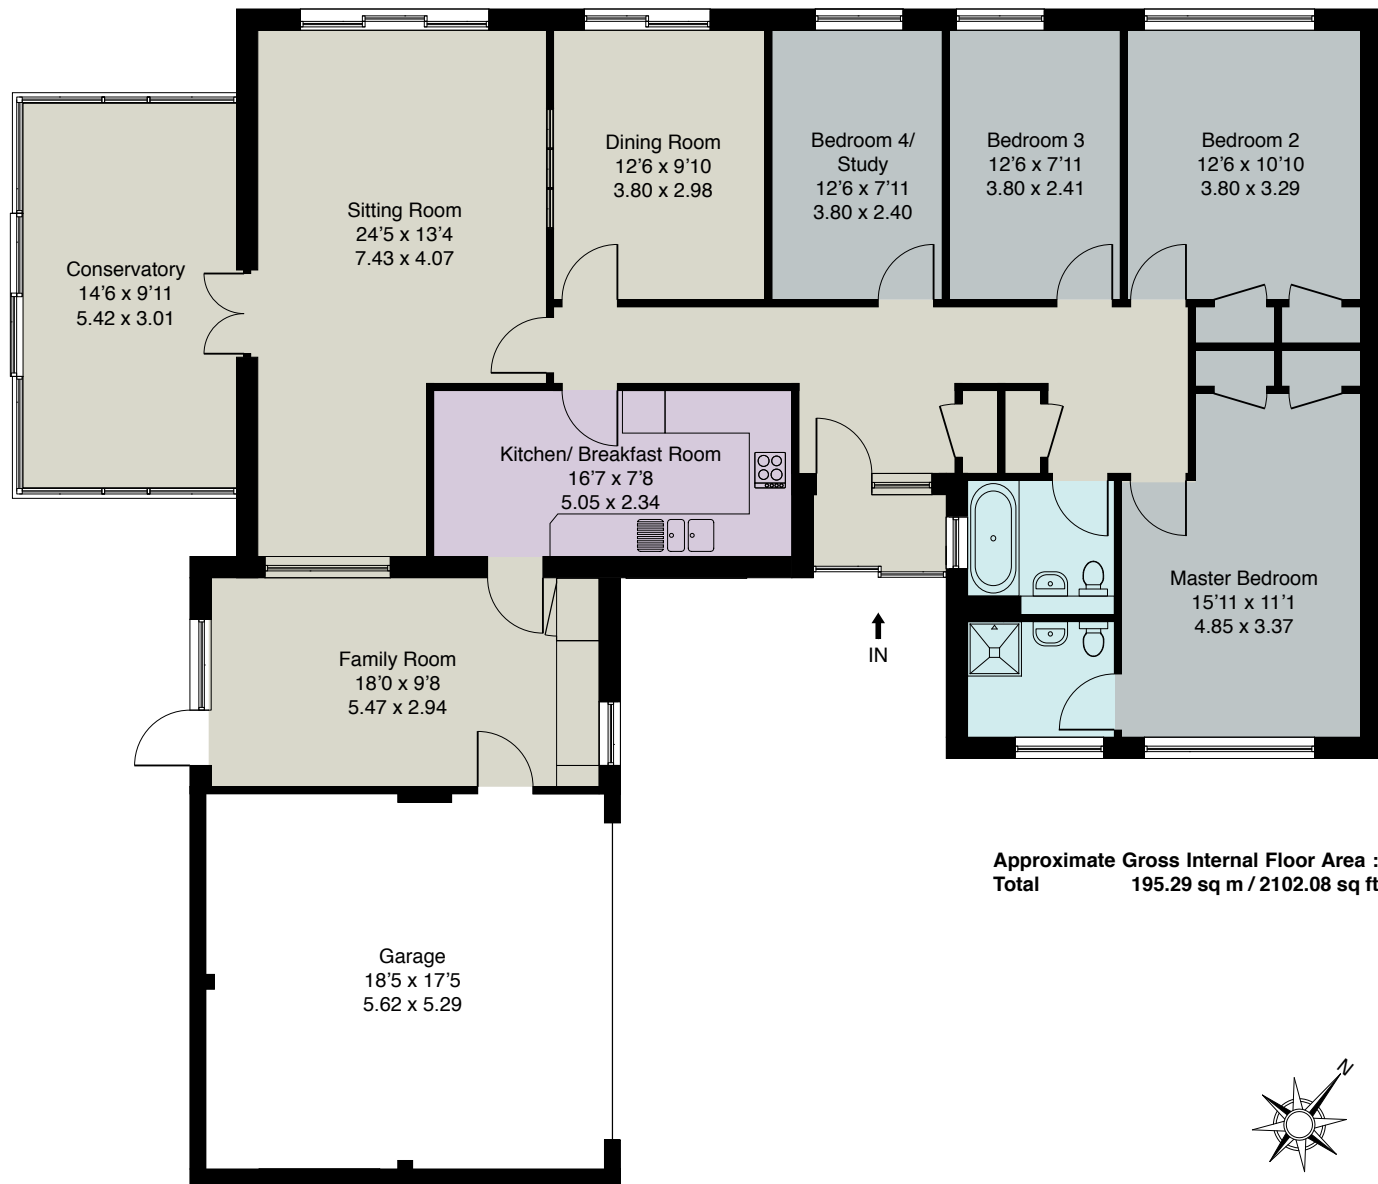 Conservatory
14'6 x 9'11
5.42 x 3.01
Sitting Room
24'5 x 13'4
7.43 x 4.07
Dining Room
12'6 x 9'10
3.80 x 2.98
Bedroom 4/
Study
12'6 x 7'11
3.80 x 2.40
Bedroom 3
12'6 x 7'11
3.80 x 2.41
Bedroom 2
12'6 x 10'10
3.80 x 3.29
Kitchen/ Breakfast Room
16'7 x 7'8
5.05 x 2.34
Master Bedroom
15'11 x 11'1
4.85 x 3.37
IN
Family Room
18'0 x 9'8
5.47 x 2.94
Approximate Gross Internal Floor Area :
Total 195.29 sq m / 2102.08 sq ft
Garage
18'5 x 17'5
5.62 x 5.29
N